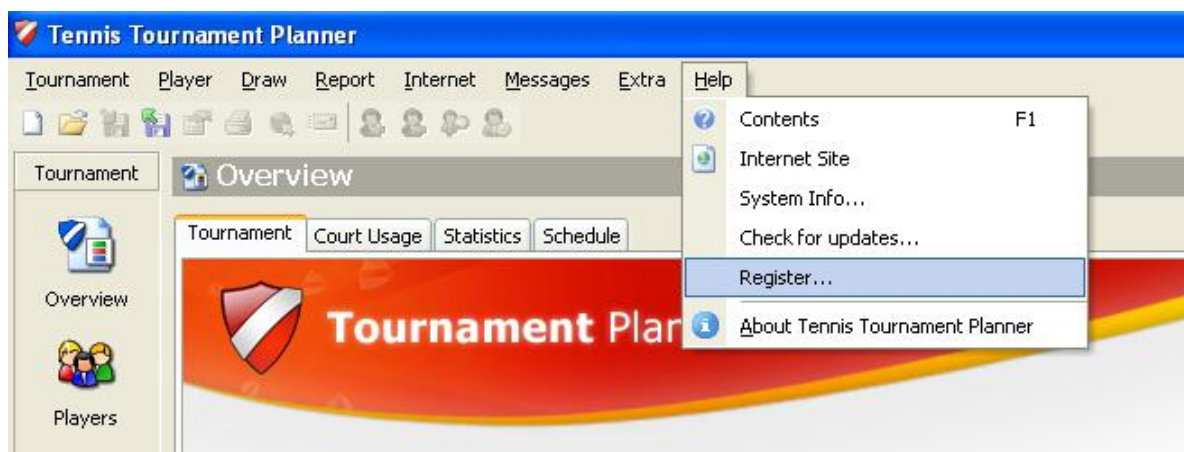 Tennis Tournament Planner
Tournament Player Draw Report Internet Messages Extra Help
Contents F1
Internet Site
System Info...
Check for updates...
Register...
About Tennis Tournament Planner
Tournament
Overview
Tournament Court Usage Statistics Schedule
Tournament Plan
Overview
Players